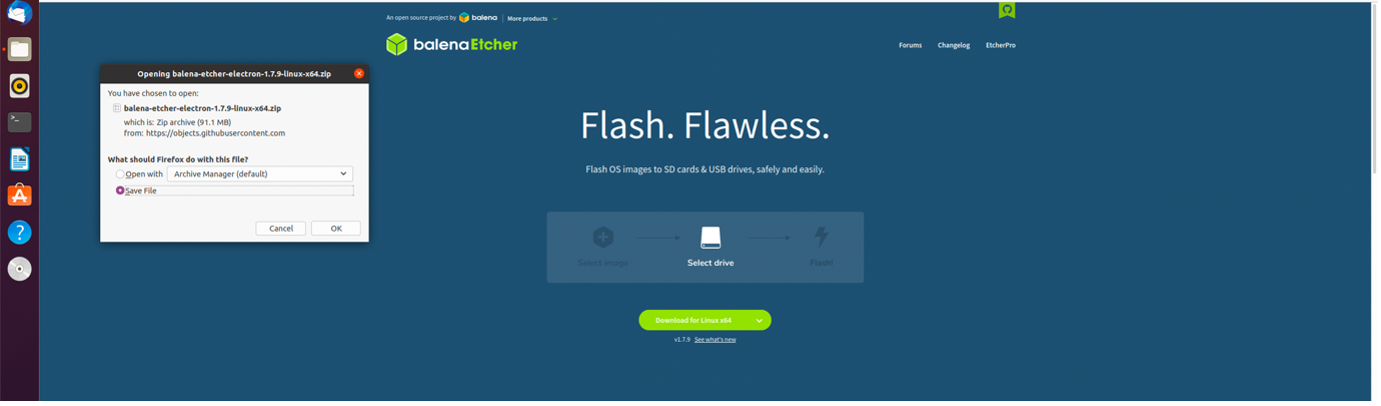 An open source project by balena More products
balenaEtcher
Forums Changelog EtcherPro
Opening balena-etcher-electron-1.7.9-linux-x64.zip
You have chosen to open:
balena-etcher-electron-1.7.9-linux-x64.zip
which is: Zip archive (91.1 MB)
from: https://objects.githubusercontent.com
What should Firefox do with this file?
Open with Archive Manager (default)
Save File
Cancel OK
Flash. Flawless.
Flash OS images to SD cards & USB drives, safely and easily.
Select image Select drive Flash!
Download for Linux x64
v1.7.9 See what's new